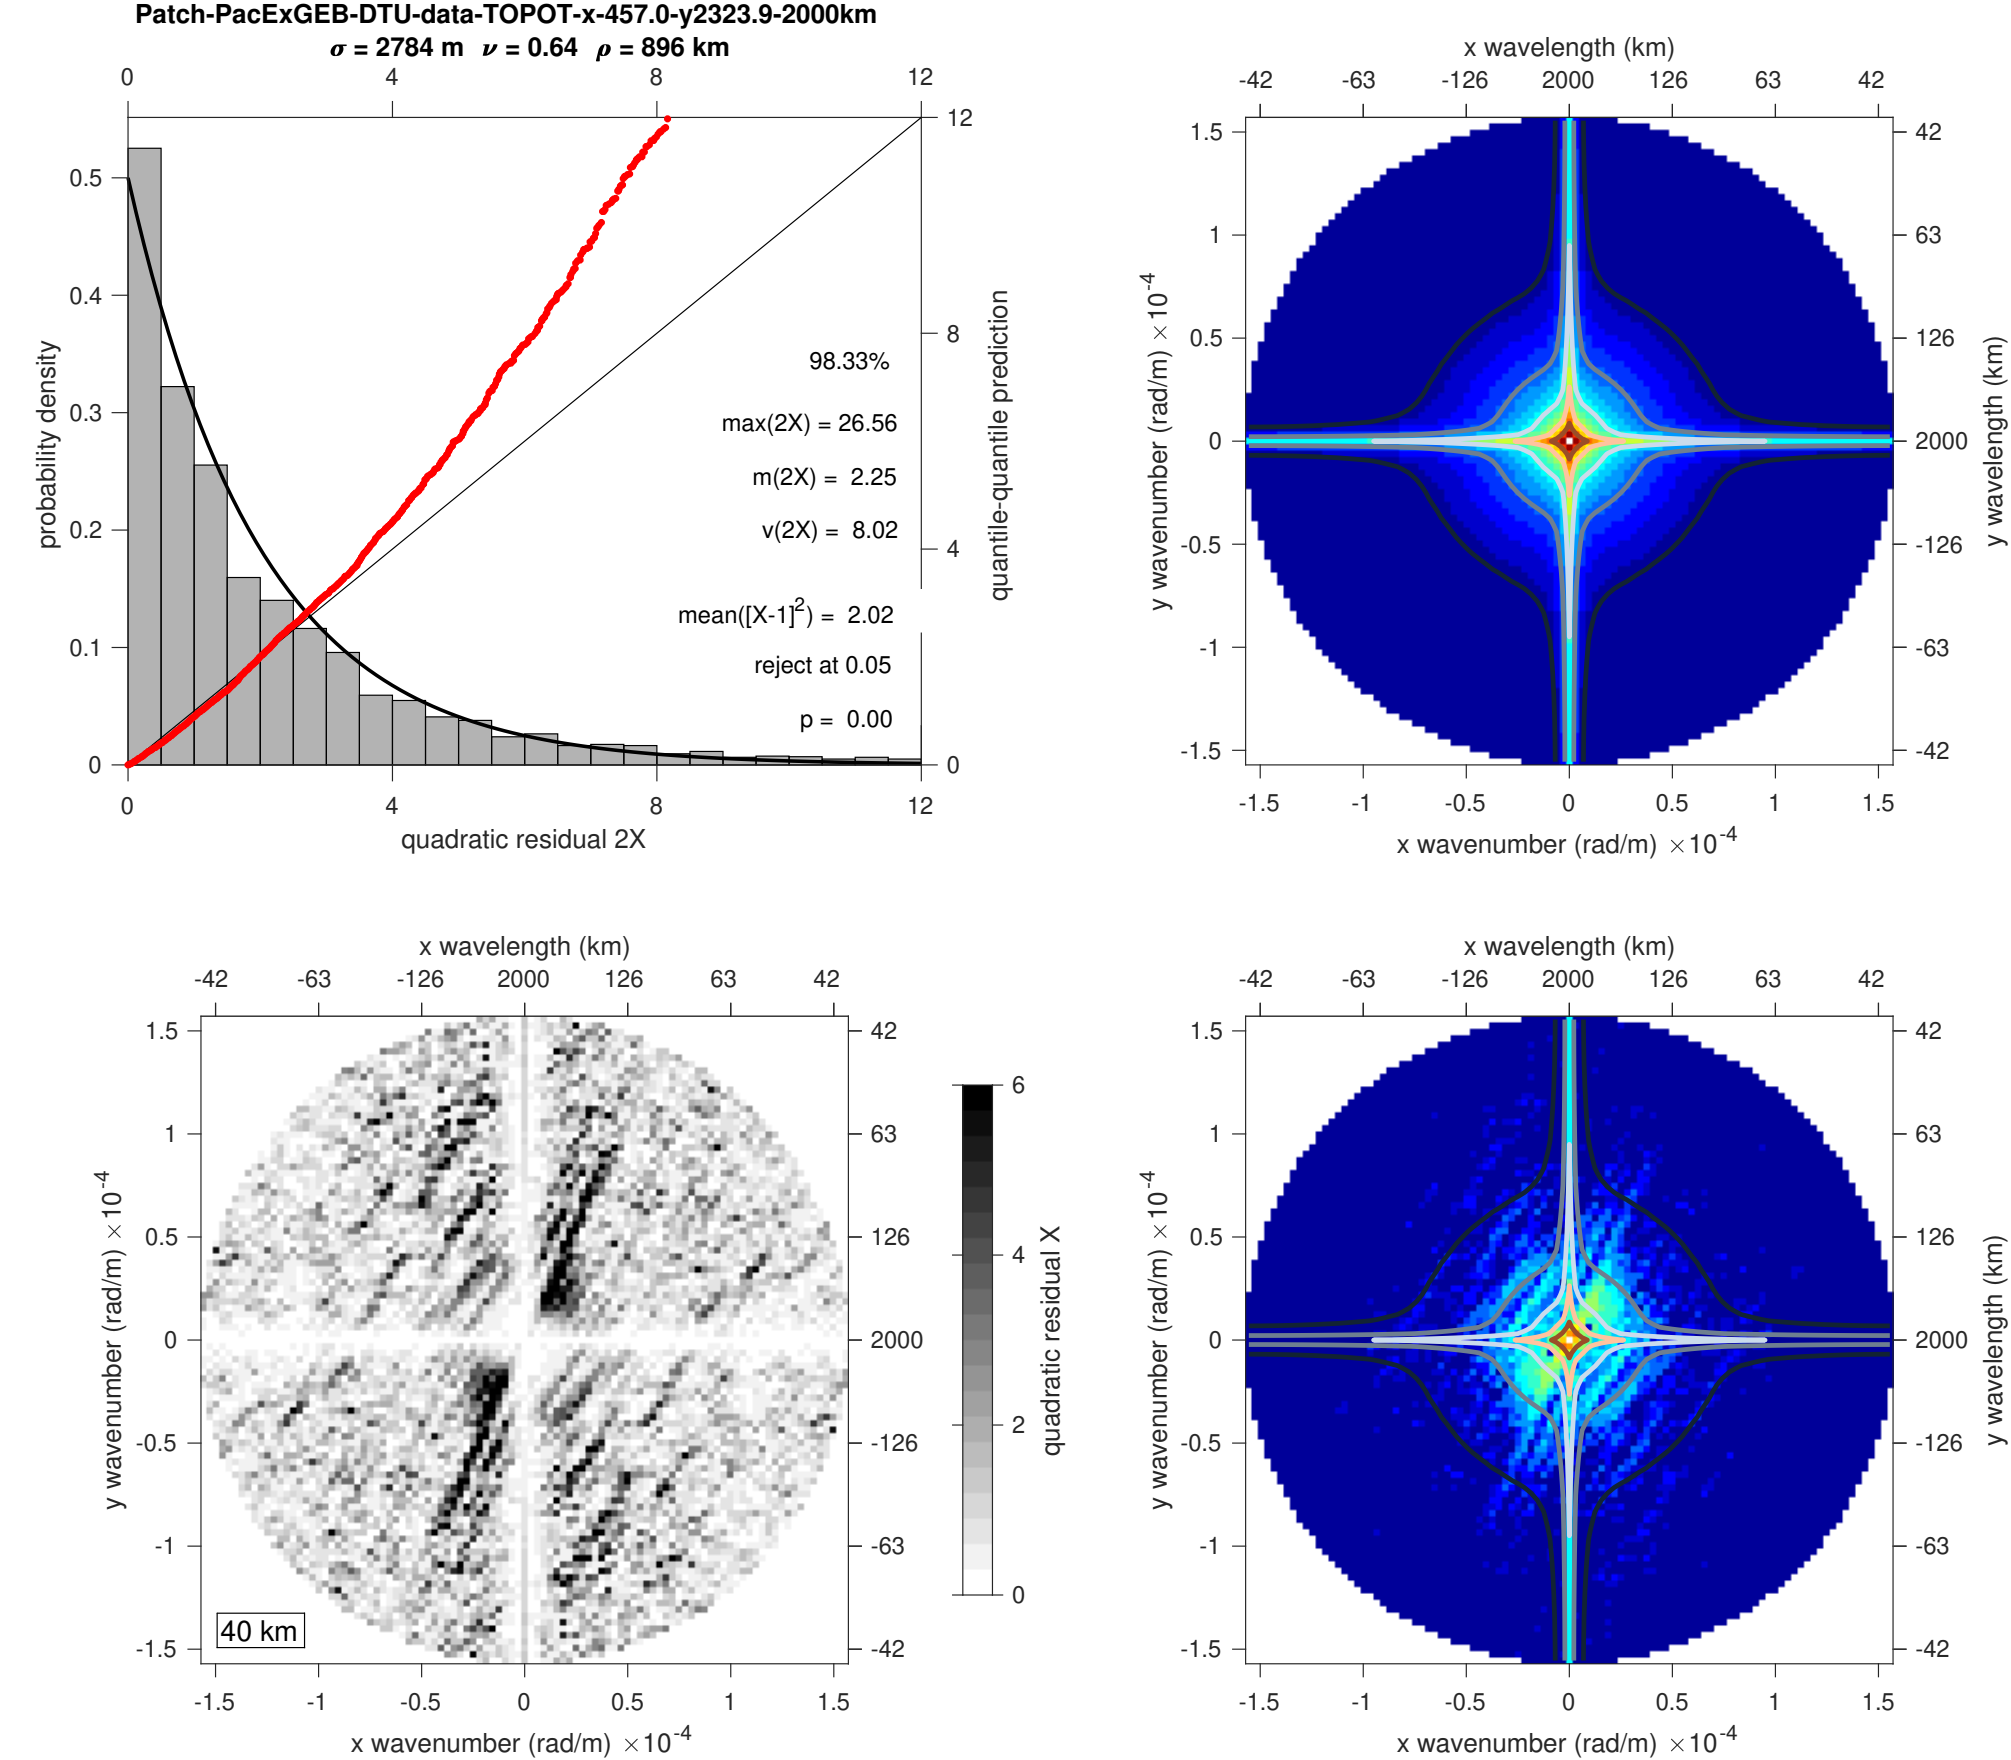 Patch-PacExGEB-DTU-data-TOPOT-x-457.0-y2323.9-2000km
σ = 2784 m ν = 0.64 ρ = 896 km
0 4 8 12
probability density
0.5
0.4
0.3
0.2
0.1
0
12
8
4
0
quantile-quantile prediction
98.33%
max(2X) = 26.56
m(2X) = 2.25
v(2X) = 8.02
mean([X-1]²) = 2.02
reject at 0.05
p = 0.00
0 4 8 12
quadratic residual 2X
x wavelength (km)
-42 -63 -126 2000 126 63 42
y wavenumber (rad/m) ×10⁻⁴
1.5
1
0.5
0
-0.5
-1
-1.5
42
63
126
2000
-126
-63
-42
y wavelength (km)
-1.5 -1 -0.5 0 0.5 1 1.5
x wavenumber (rad/m) ×10⁻⁴
x wavelength (km)
-42 -63 -126 2000 126 63 42
y wavenumber (rad/m) ×10⁻⁴
1.5
1
0.5
0
-0.5
-1
-1.5
42
63
126
2000
-126
-63
-42
40 km
-1.5 -1 -0.5 0 0.5 1 1.5
x wavenumber (rad/m) ×10⁻⁴
6
4
2
0
quadratic residual X
x wavelength (km)
-42 -63 -126 2000 126 63 42
y wavenumber (rad/m) ×10⁻⁴
1.5
1
0.5
0
-0.5
-1
-1.5
42
63
126
2000
-126
-63
-42
y wavelength (km)
-1.5 -1 -0.5 0 0.5 1 1.5
x wavenumber (rad/m) ×10⁻⁴